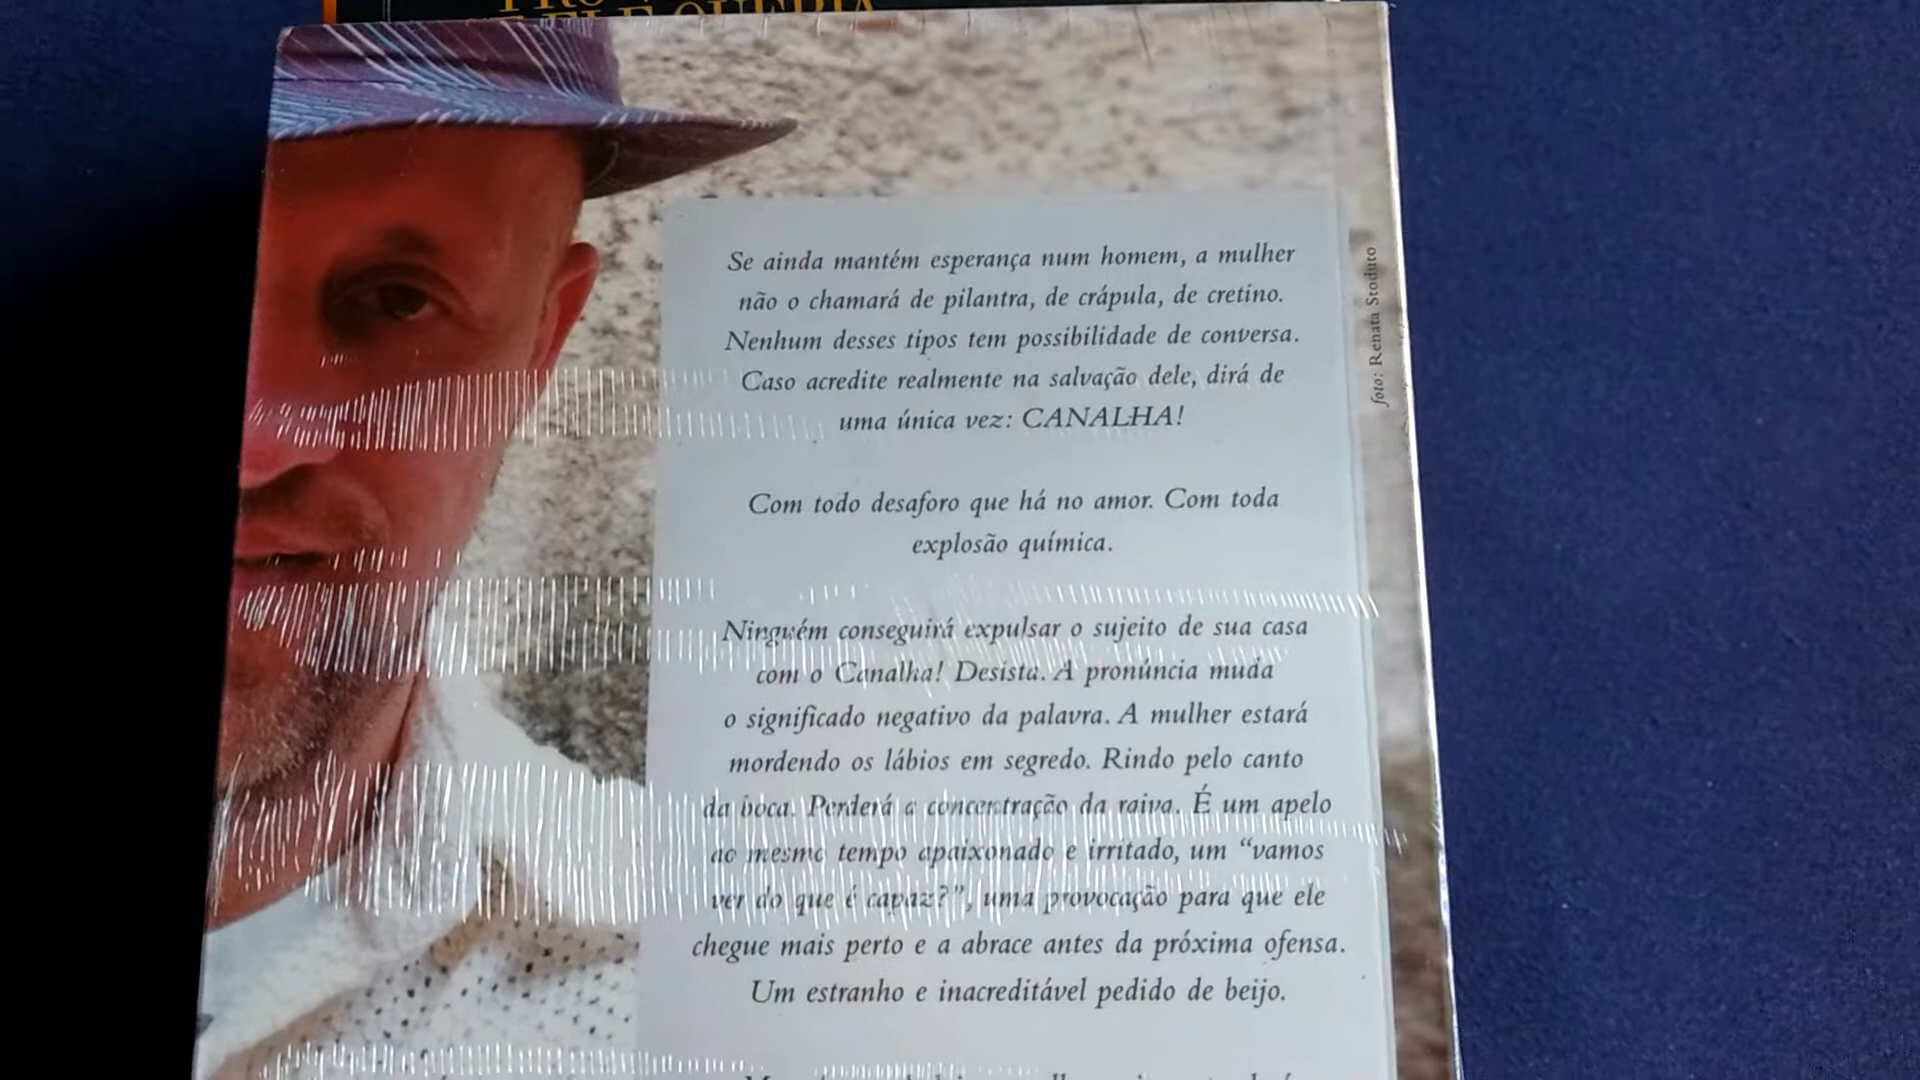 ELE QUERIA
Se ainda mantém esperança num homem, a mulher
não o chamará de pilantra, de crápula, de cretino.
Nenhum desses tipos tem possibilidade de conversa.
Caso acredite realmente na salvação dele, dirá de
uma única vez: CANALHA!
Com todo desaforo que há no amor. Com toda
explosão química.
Ninguém conseguirá expulsar o sujeito de sua casa
com o Canalha! Desista. A pronúncia muda
o significado negativo da palavra. A mulher estará
mordendo os lábios em segredo. Rindo pelo canto
da boca. Perderá a concentração da raiva. É um apelo
ao mesmo tempo apaixonado e irritado, um “vamos
ver do que é capaz?”, uma provocação para que ele
chegue mais perto e a abrace antes da próxima ofensa.
Um estranho e inacreditável pedido de beijo.
foto: Renata Stoduto